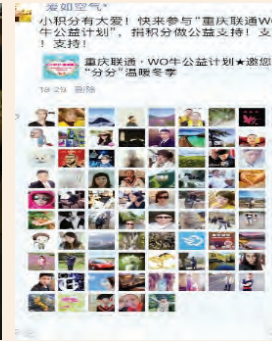 爱如空气*
小积分有大爱！快来参与"重庆联通WO
牛公益计划"，捐积分做公益支持！支
！支持！
重庆联通·WO牛公益计划★邀您
"分分"温暖冬季
18:29 删除